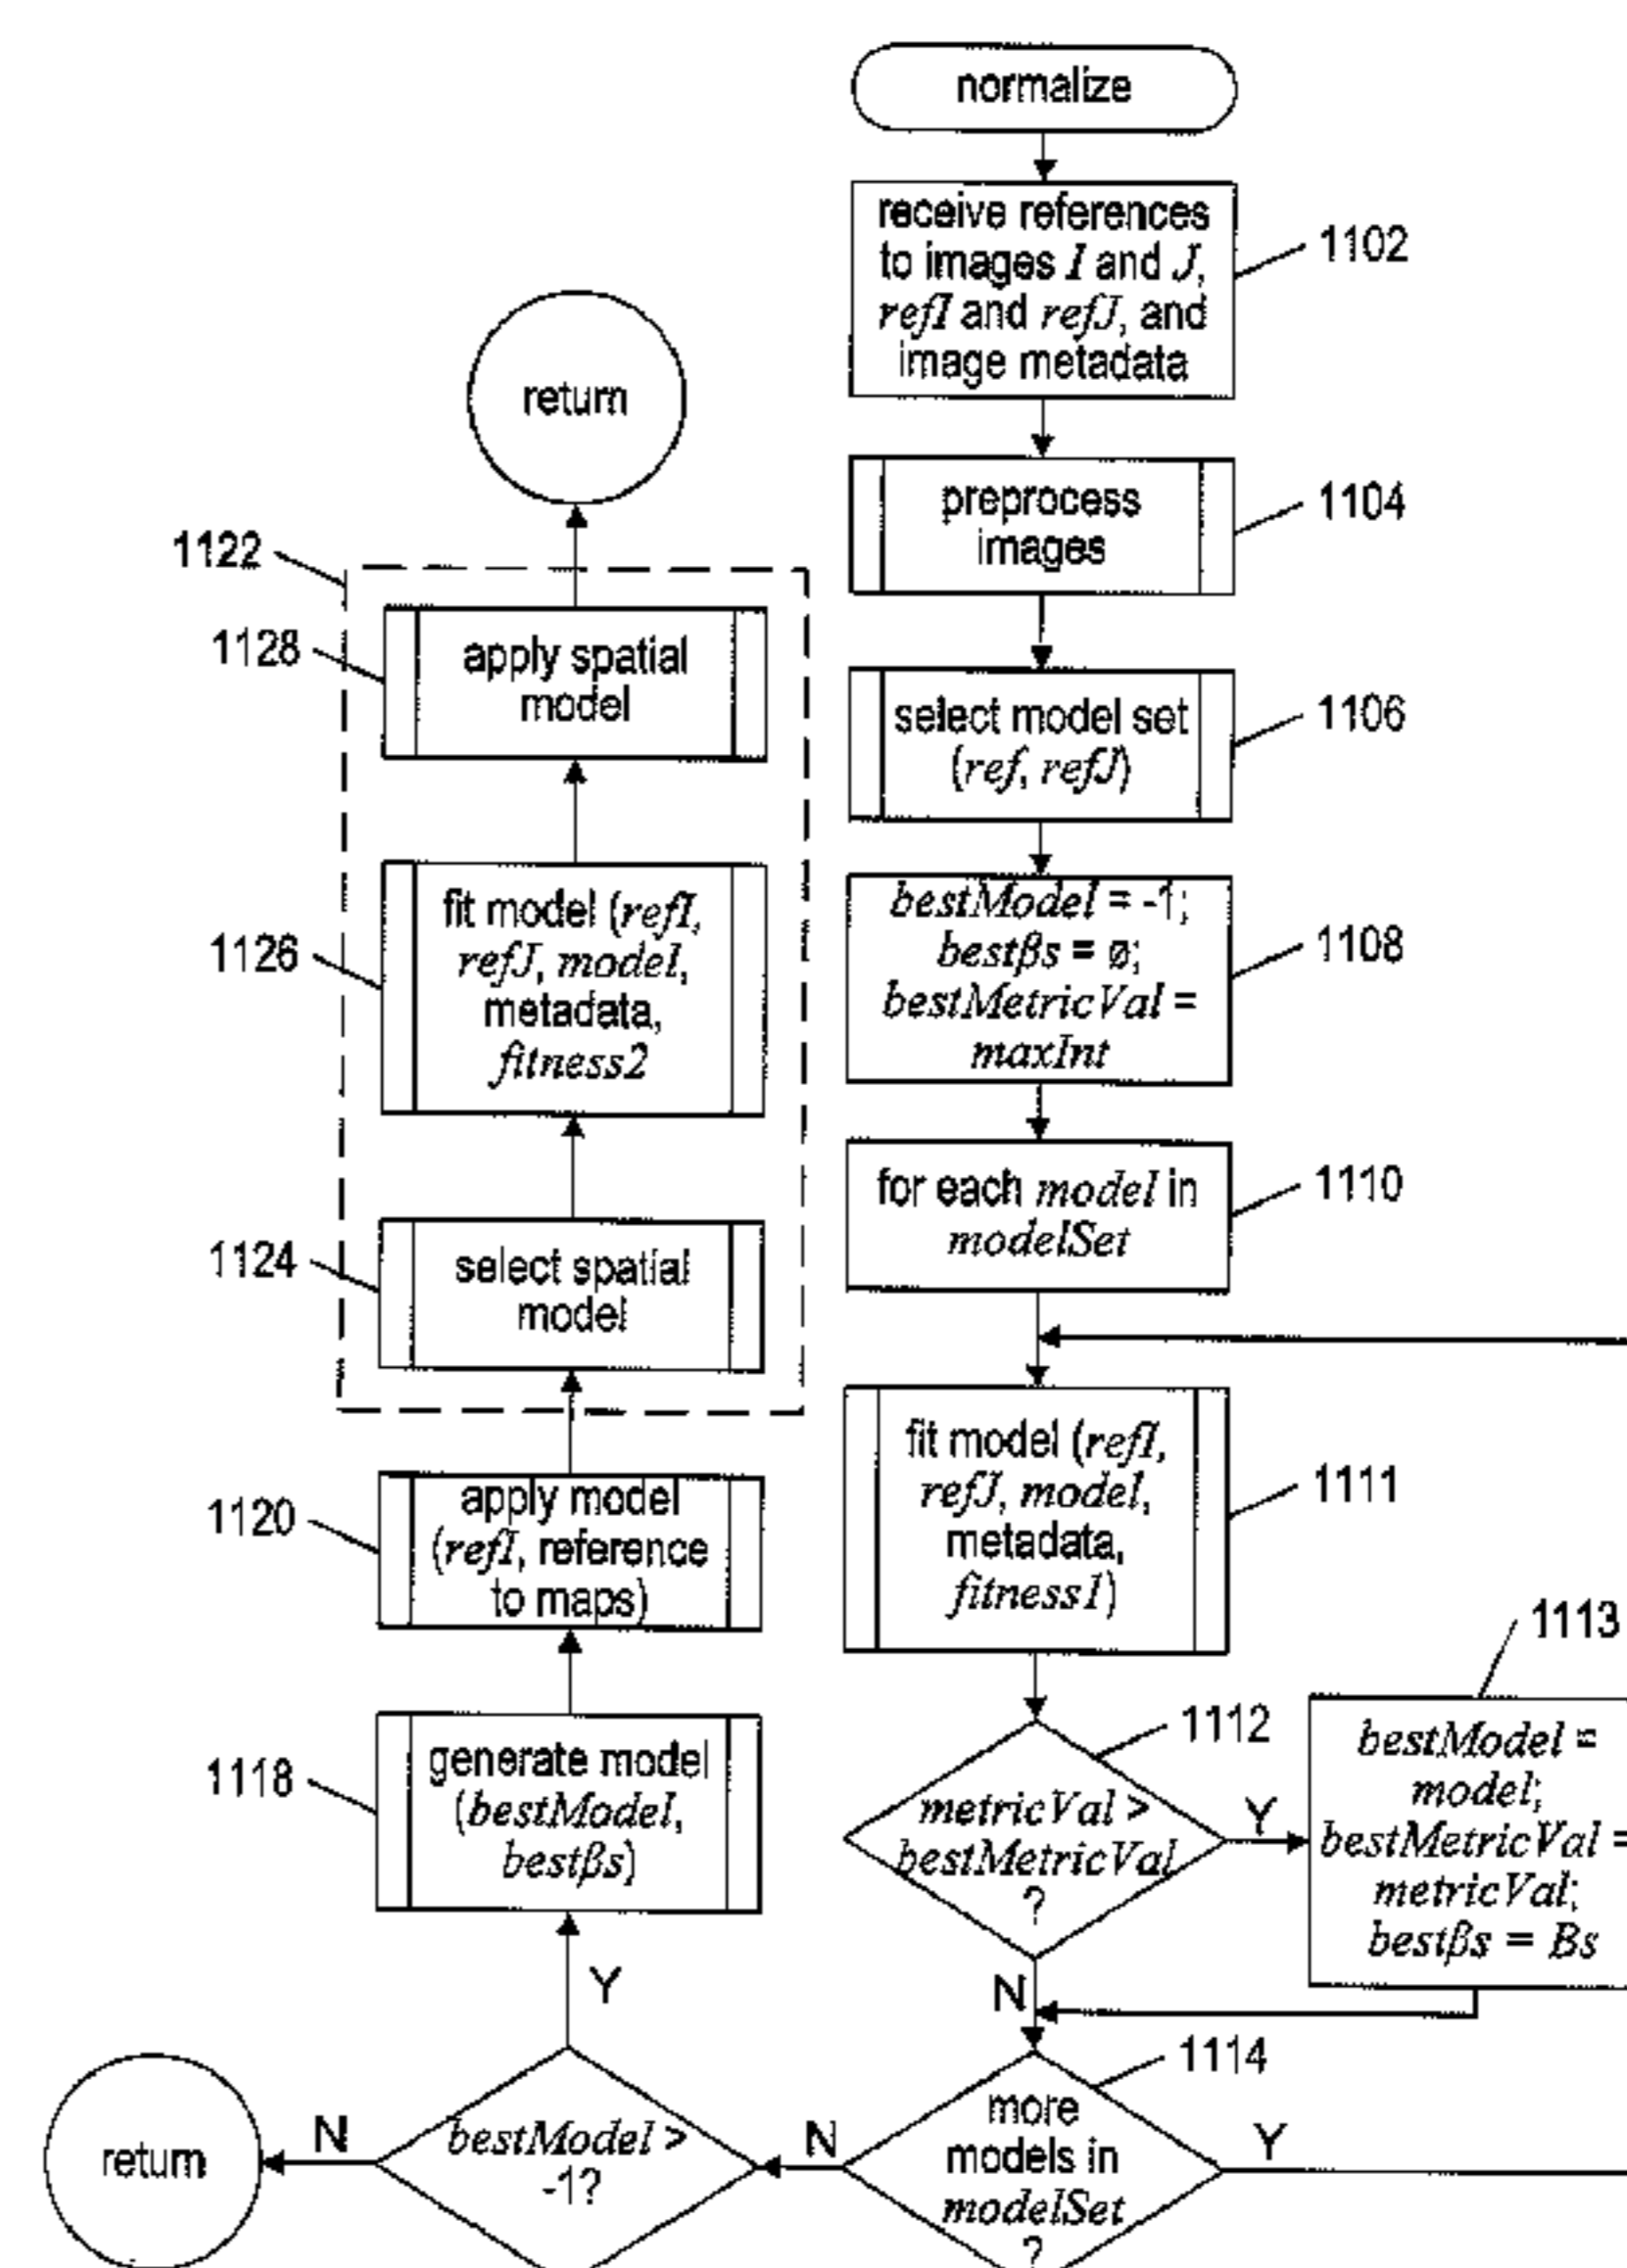 normalize
receive references
to images I and J,
refI and refJ, and
image metadata
1102
preprocess
images
1104
select model set
(ref, refJ)
1106
bestModel = -1;
bestβs = ø;
bestMetricVal =
maxInt
1108
for each model in
modelSet
1110
fit model (refI,
refJ, model,
metadata,
fitness1)
1111
metricVal >
bestMetricVal
?
1112
Y
N
1113
bestModel =
model;
bestMetricVal =
metricVal;
bestβs = Bs
more
models in
modelSet
?
1114
Y
N
bestModel >
-1?
N
return
Y
generate model
(bestModel,
bestβs)
1118
apply model
(refI, reference
to maps)
1120
1122
select spatial
model
1124
fit model (refI,
refJ, model,
metadata,
fitness2
1126
apply spatial
model
1128
return